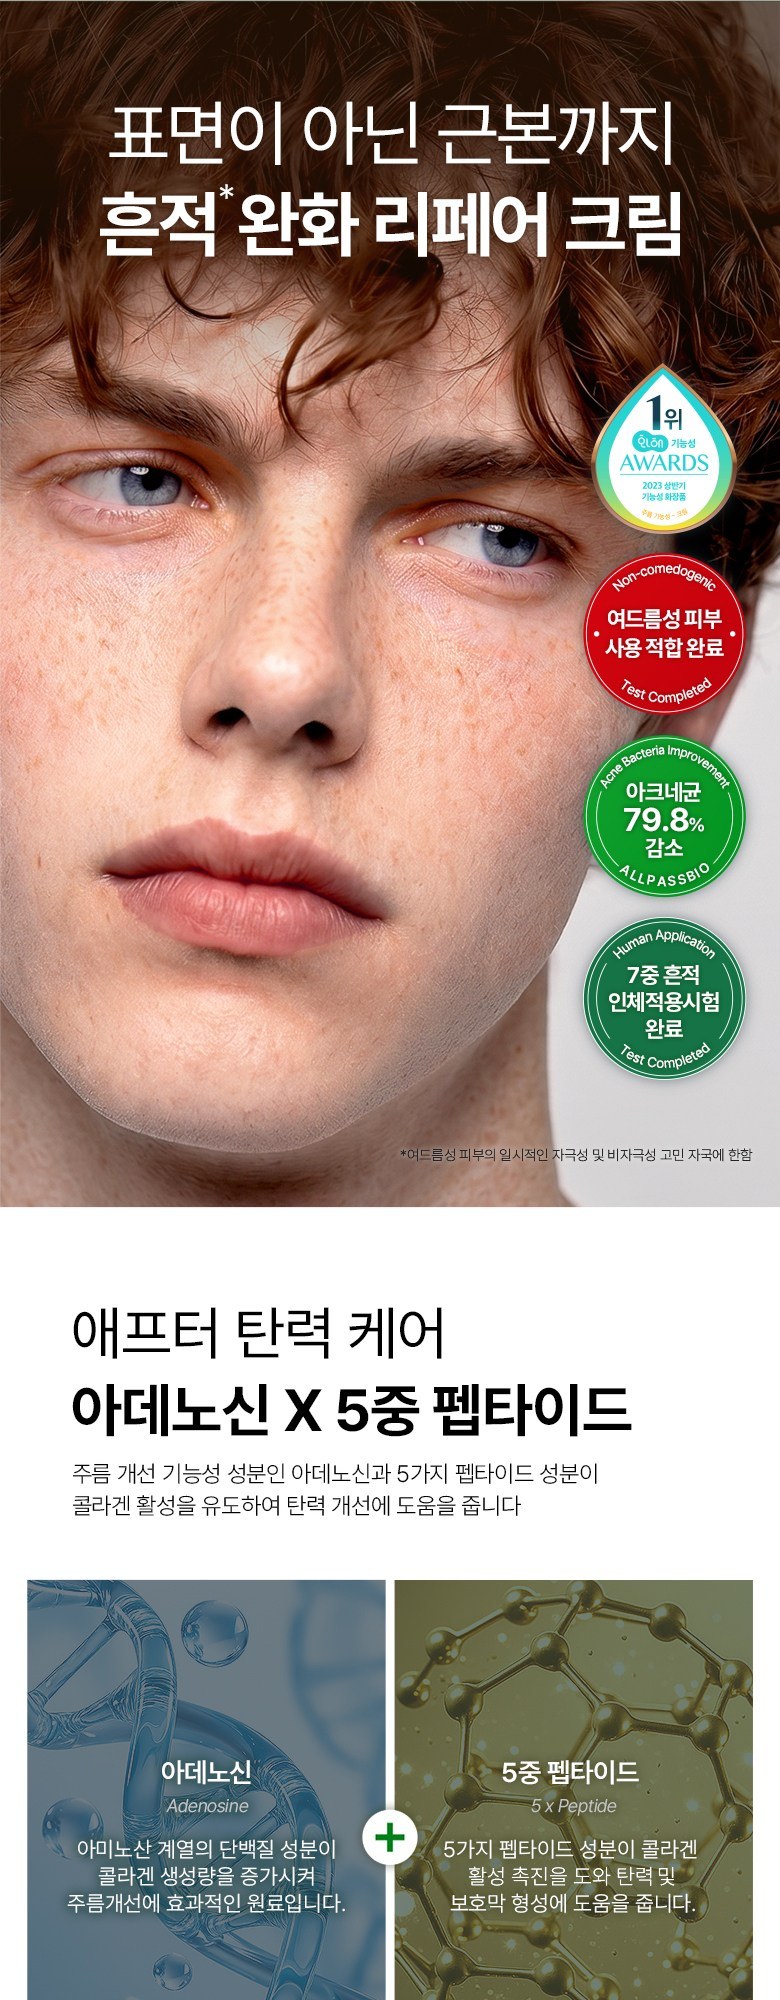 표면이 아닌 근본까지
흔적*완화 리페어 크림
1위
기능성
AWARDS
2023 상반기
기능성 화장품
주름 기능성 - 크림
Non-comedogenic
여드름성 피부
사용 적합 완료
Test Completed
Acne Bacteria Improvement
아크네균
79.8%
감소
ALLPASSBIO
Human Application
7중 흔적
인체적용시험
완료
Test Completed
*여드름성 피부의 일시적인 자극성 및 비자극성 고민 자국에 한함
애프터 탄력 케어
아데노신 X 5중 펩타이드
주름 개선 기능성 성분인 아데노신과 5가지 펩타이드 성분이
콜라겐 활성을 유도하여 탄력 개선에 도움을 줍니다
아데노신
Adenosine
아미노산 계열의 단백질 성분이
콜라겐 생성량을 증가시켜
주름개선에 효과적인 원료입니다.
+
5중 펩타이드
5 x Peptide
5가지 펩타이드 성분이 콜라겐
활성 촉진을 도와 탄력 및
보호막 형성에 도움을 줍니다.